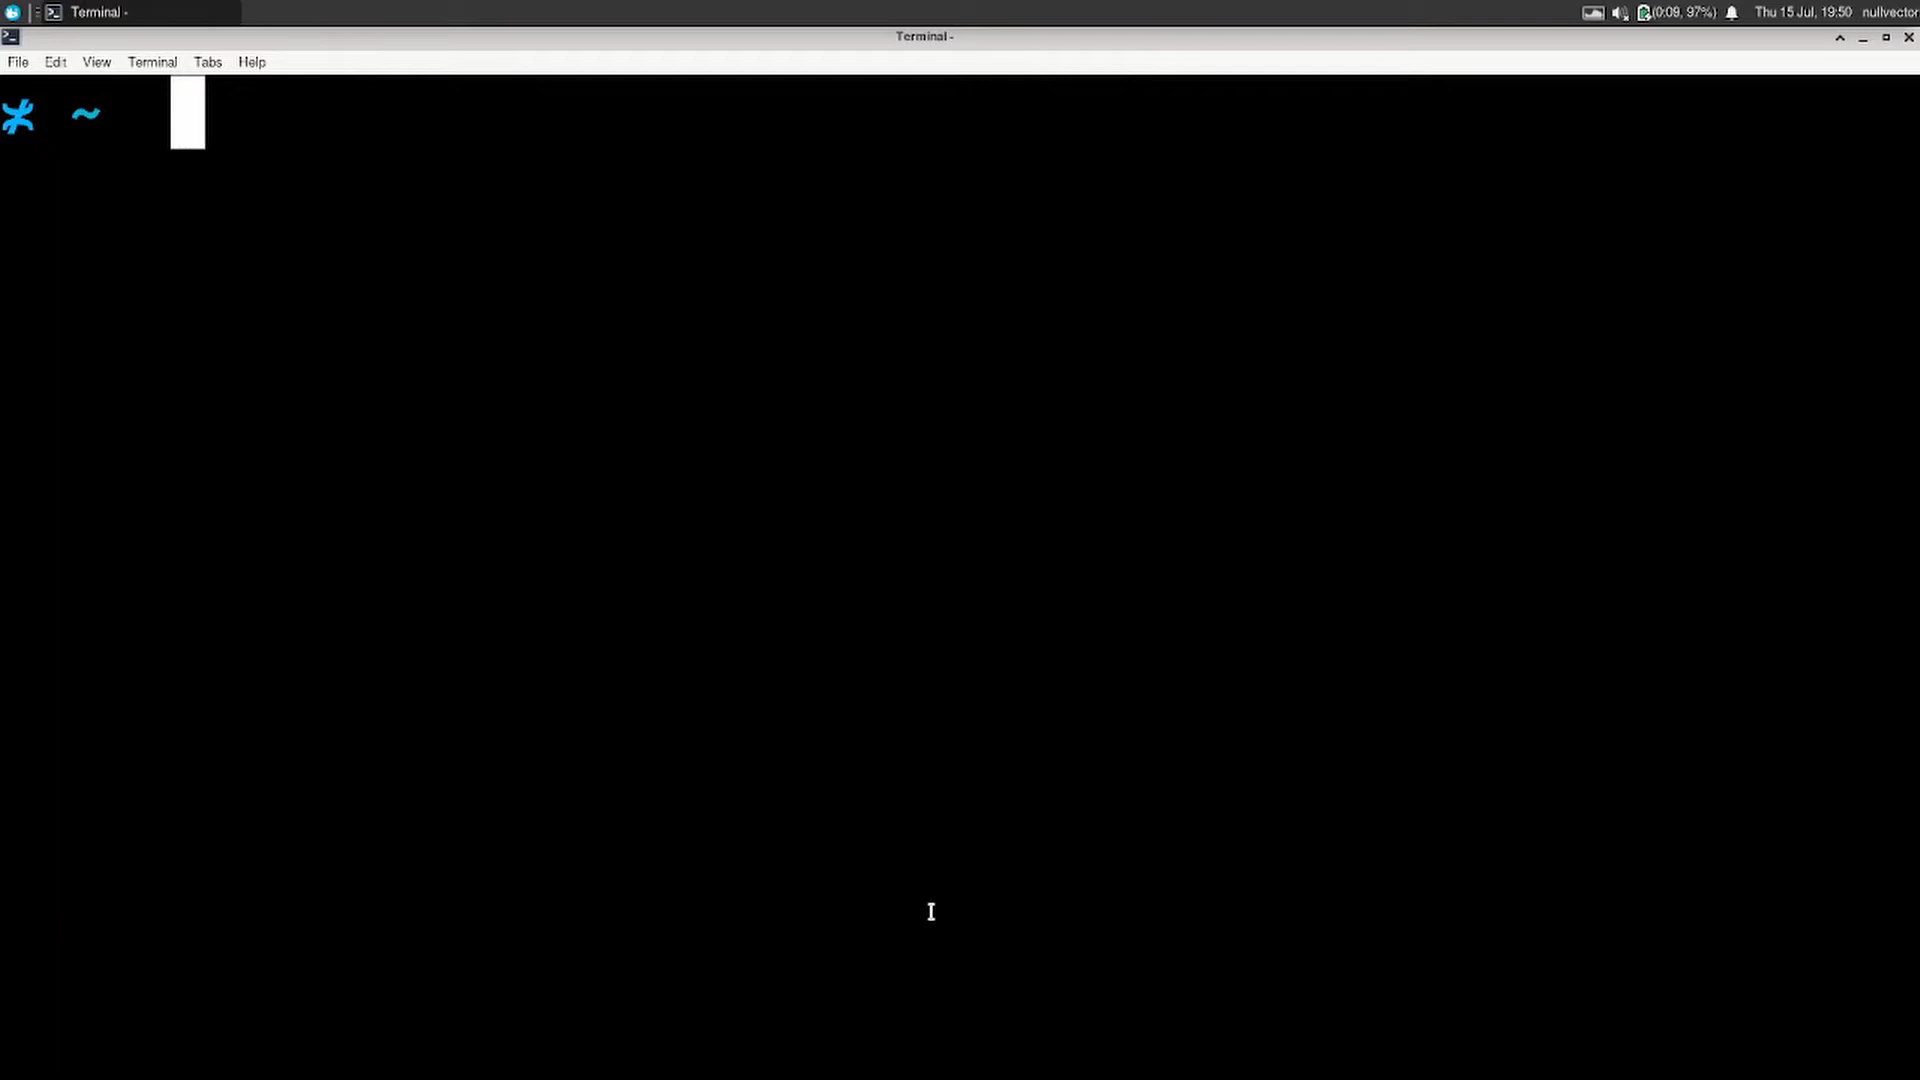 Terminal - (0:09, 97%) Thu 15 Jul, 19:50 nullvector
Terminal -
File Edit View Terminal Tabs Help
~